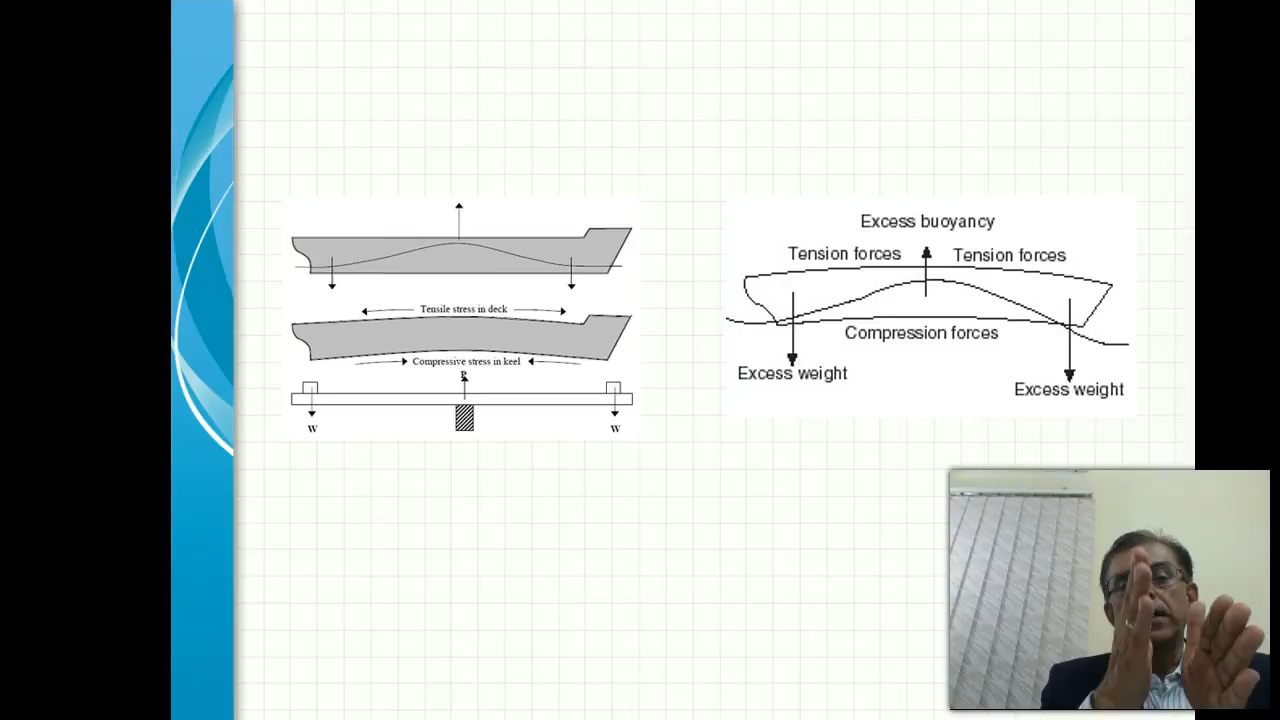 Tensile stress in deck
Compressive stress in keel
P
W
W
Excess buoyancy
Tension forces
Tension forces
Compression forces
Excess weight
Excess weight